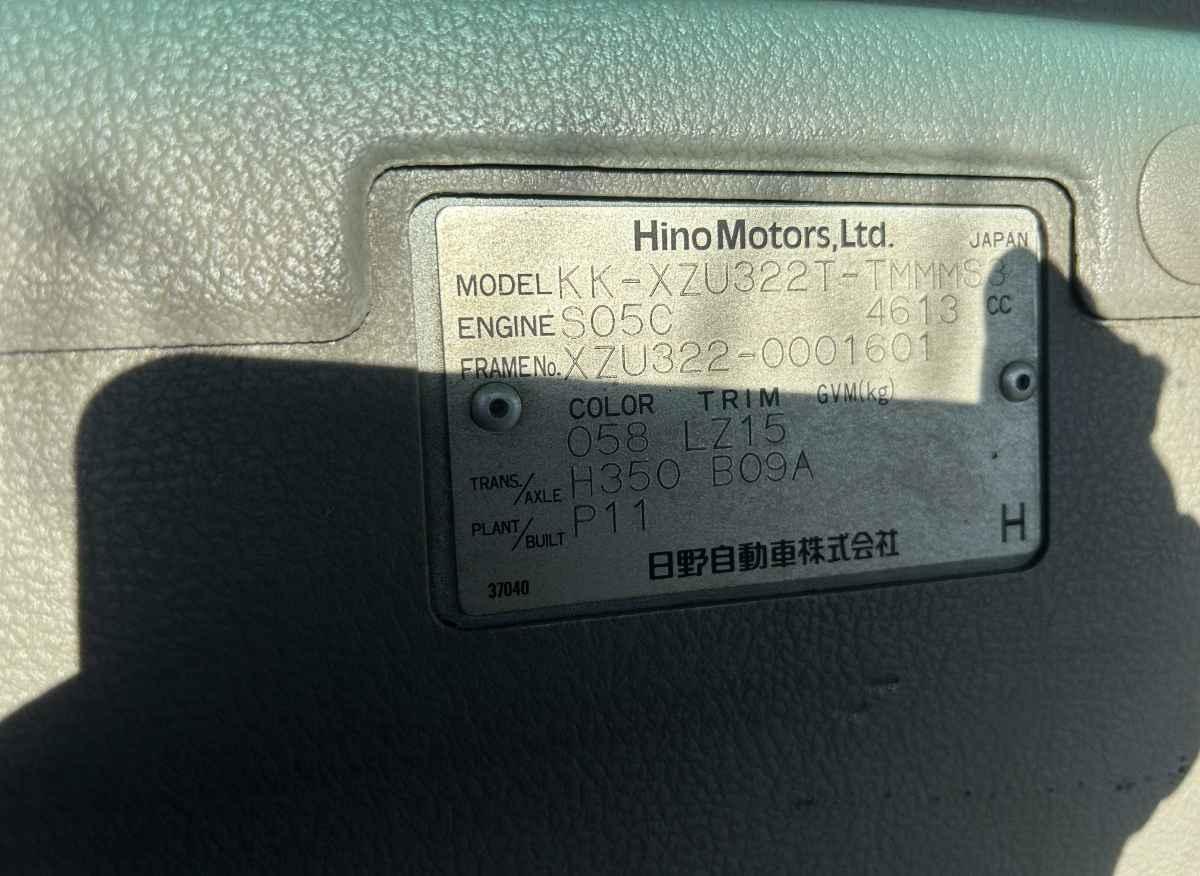 Hino Motors, Ltd. JAPAN
MODEL KK-XZU322T-TMMMS3
ENGINE S05C 4613 CC
FRAME No. XZU322-0001601
COLOR TRIM GVM(kg)
058 LZ15
TRANS./AXLE H350 B09A
PLANT/BUILT P11
H
日野自動車株式会社
37040